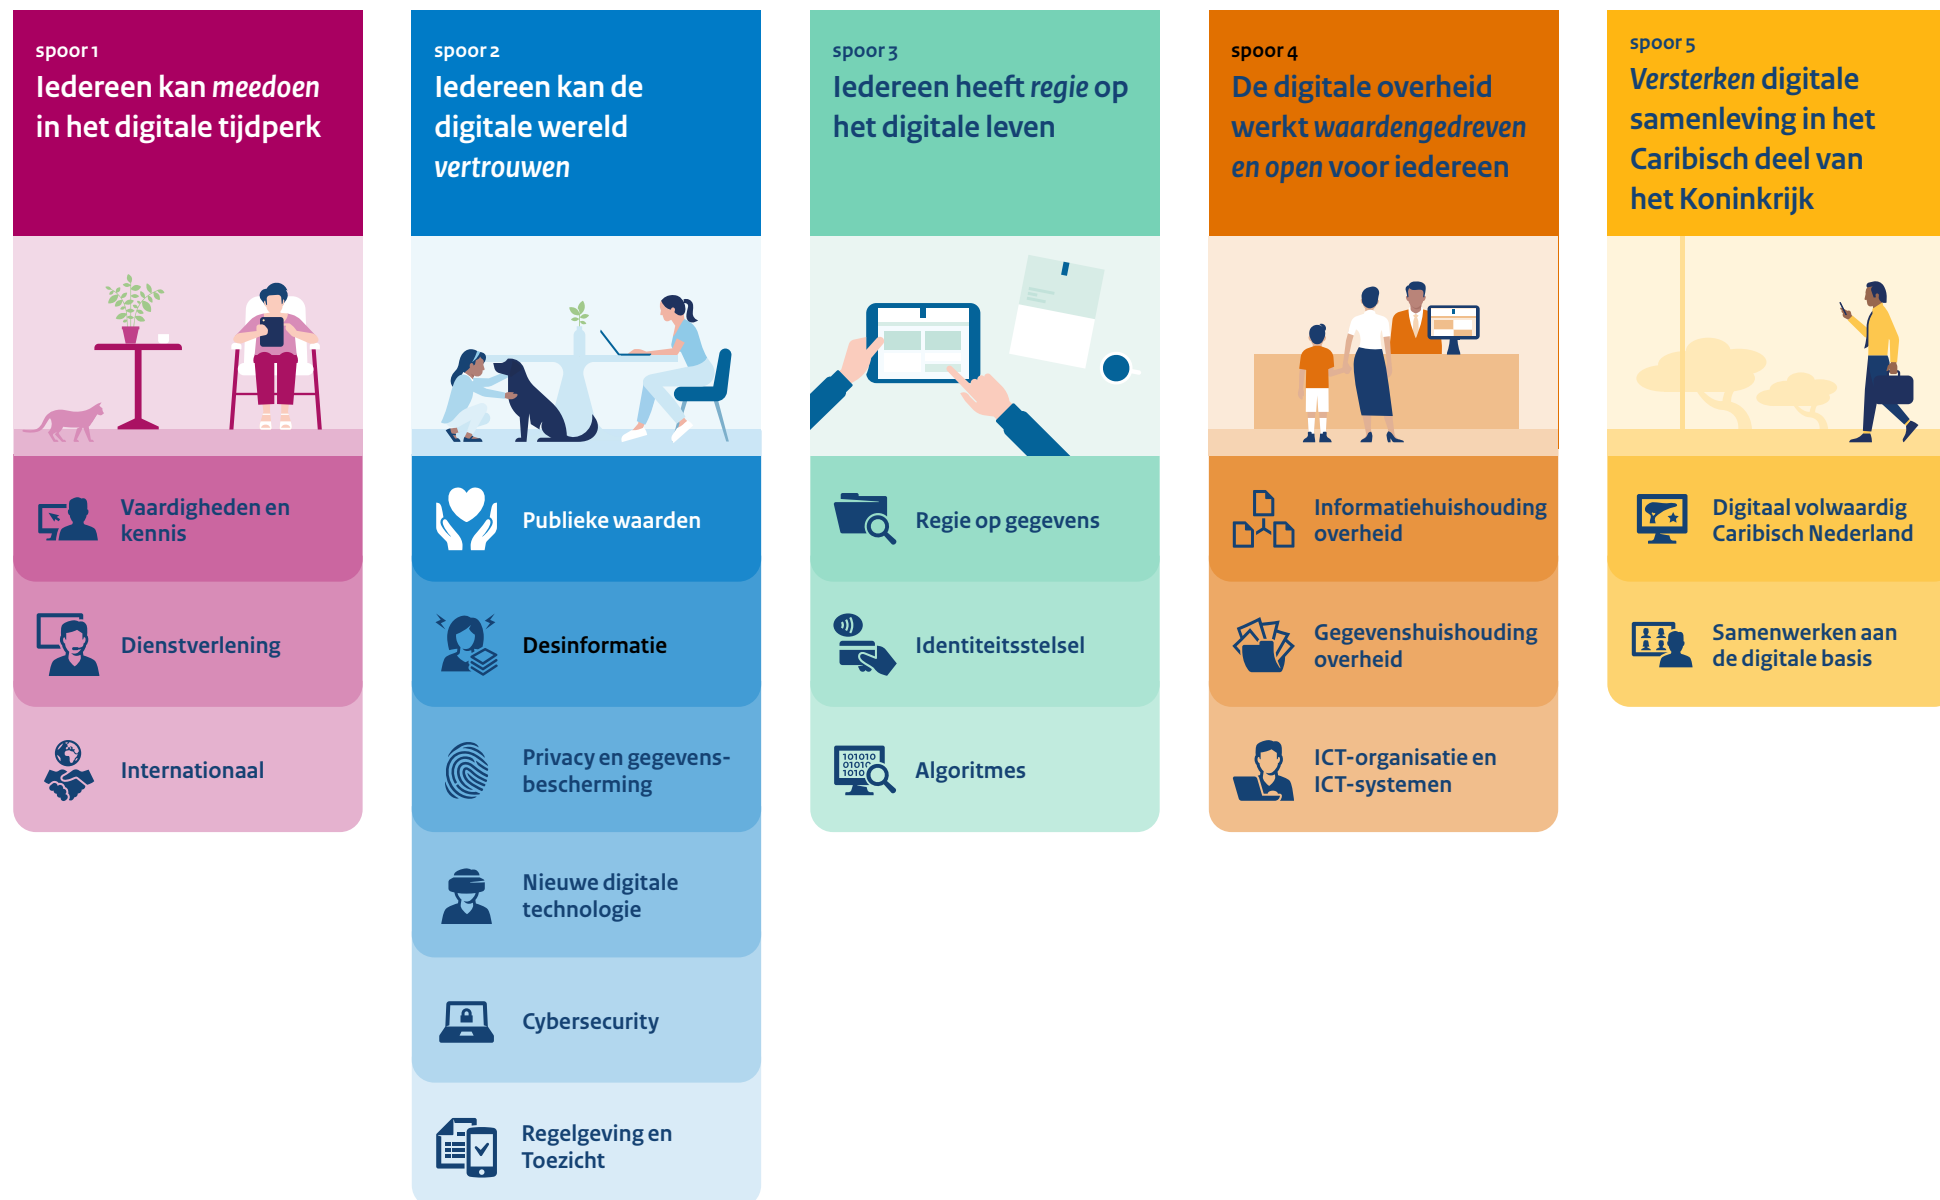 spoor 1
Iedereen kan meedoen
in het digitale tijdperk
Vaardigheden en
kennis
Dienstverlening
Internationaal
spoor 2
Iedereen kan de
digitale wereld
vertrouwen
Publieke waarden
Desinformatie
Privacy en gegevens-
bescherming
Nieuwe digitale
technologie
Cybersecurity
Regelgeving en
Toezicht
spoor 3
Iedereen heeft regie op
het digitale leven
Regie op gegevens
Identiteitsstelsel
101010
01010
1010
Algoritmes
spoor 4
De digitale overheid
werkt waardengedreven
en open voor iedereen
Informatiehuishouding
overheid
Gegevenshuishouding
overheid
ICT-organisatie en
ICT-systemen
spoor 5
Versterken digitale
samenleving in het
Caribisch deel van
het Koninkrijk
Digitaal volwaardig
Caribisch Nederland
Samenwerken aan
de digitale basis